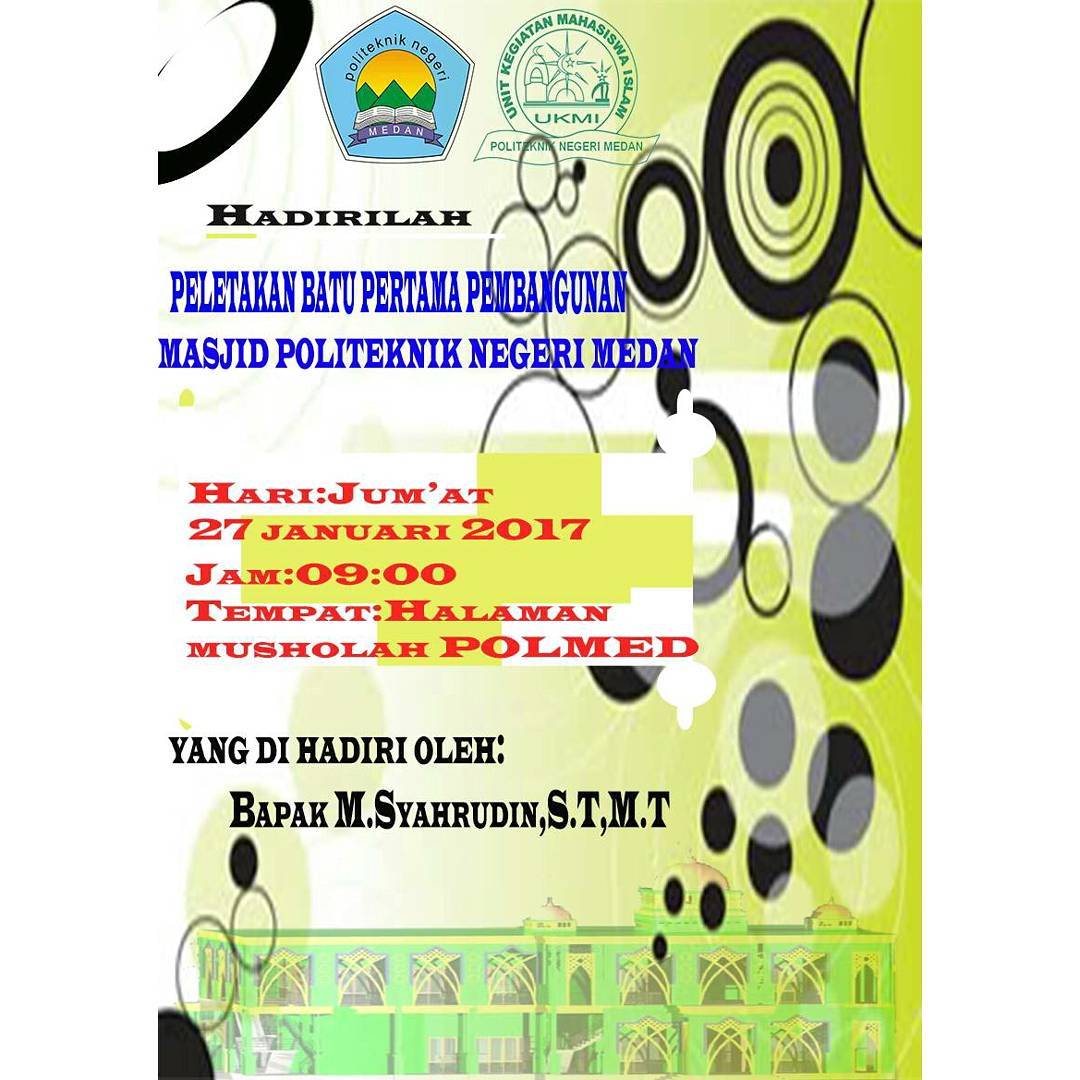 politeknik negeri
MEDAN
UNIT KEGIATAN MAHASISWA ISLAM
UKMI
POLITEKNIK NEGERI MEDAN
HADIRILAH
PELETAKAN BATU PERTAMA PEMBANGUNAN
MASJID POLITEKNIK NEGERI MEDAN
HARI:JUM'AT
27 JANUARI 2017
JAM:09:00
TEMPAT:HALAMAN
MUSHOLAH POLMED
YANG DI HADIRI OLEH:
BAPAK M.SYAHRUDIN,S.T,M.T